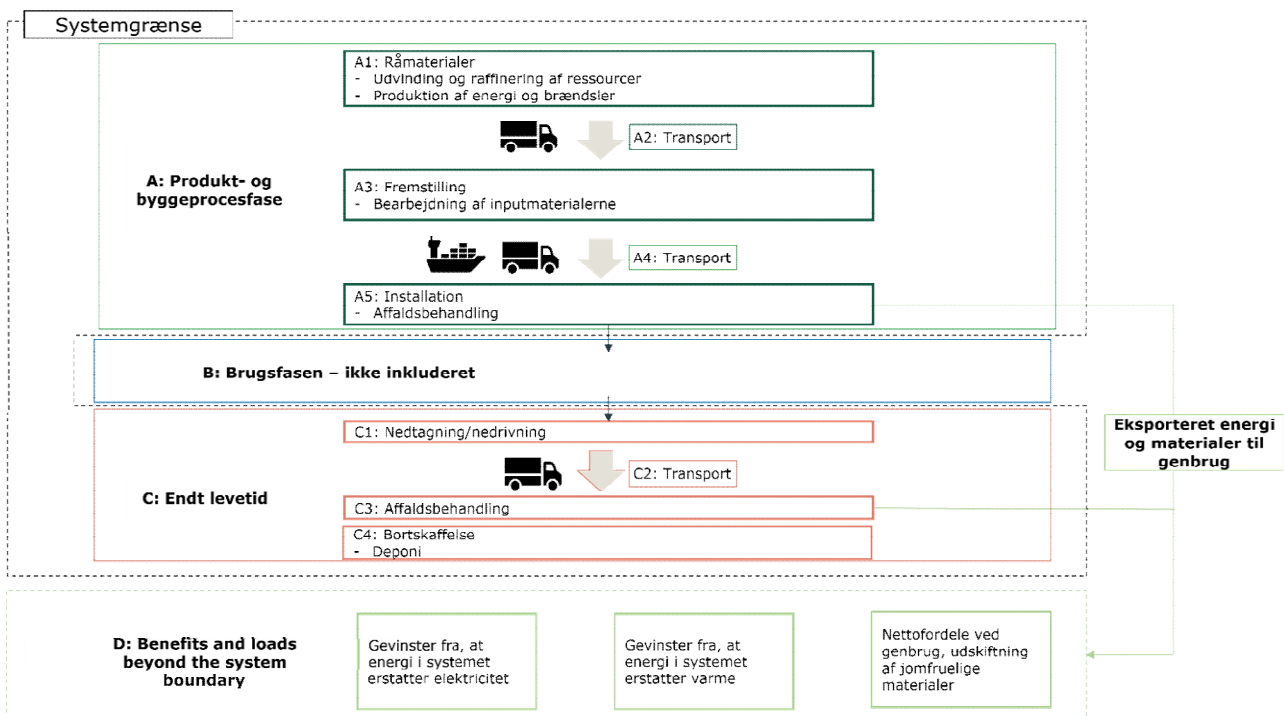 Systemgrænse
A1: Råmaterialer
- Udvinding og raffinering af ressourcer
- Produktion af energi og brændsler
A2: Transport
A: Produkt- og
byggeprocesfase
A3: Fremstilling
- Bearbejdning af inputmaterialerne
A4: Transport
A5: Installation
- Affaldsbehandling
B: Brugsfasen – ikke inkluderet
C1: Nedtagning/nedrivning
C2: Transport
C: Endt levetid
C3: Affaldsbehandling
C4: Bortskaffelse
- Deponi
Eksporteret energi
og materialer til
genbrug
D: Benefits and loads
beyond the system
boundary
Gevinster fra, at
energi i systemet
erstatter elektricitet
Gevinster fra, at
energi i systemet
erstatter varme
Nettofordele ved
genbrug, udskiftning
af jomfruelige
materialer